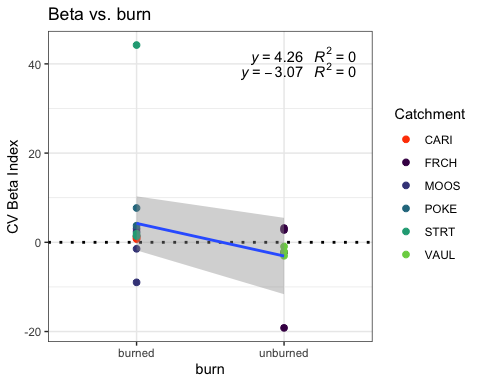 Beta vs. burn
y = 4.26 R² = 0
y = −3.07 R² = 0
40
20
0
-20
CV Beta Index
burned unburned
burn
Catchment
CARI
FRCH
MOOS
POKE
STRT
VAUL